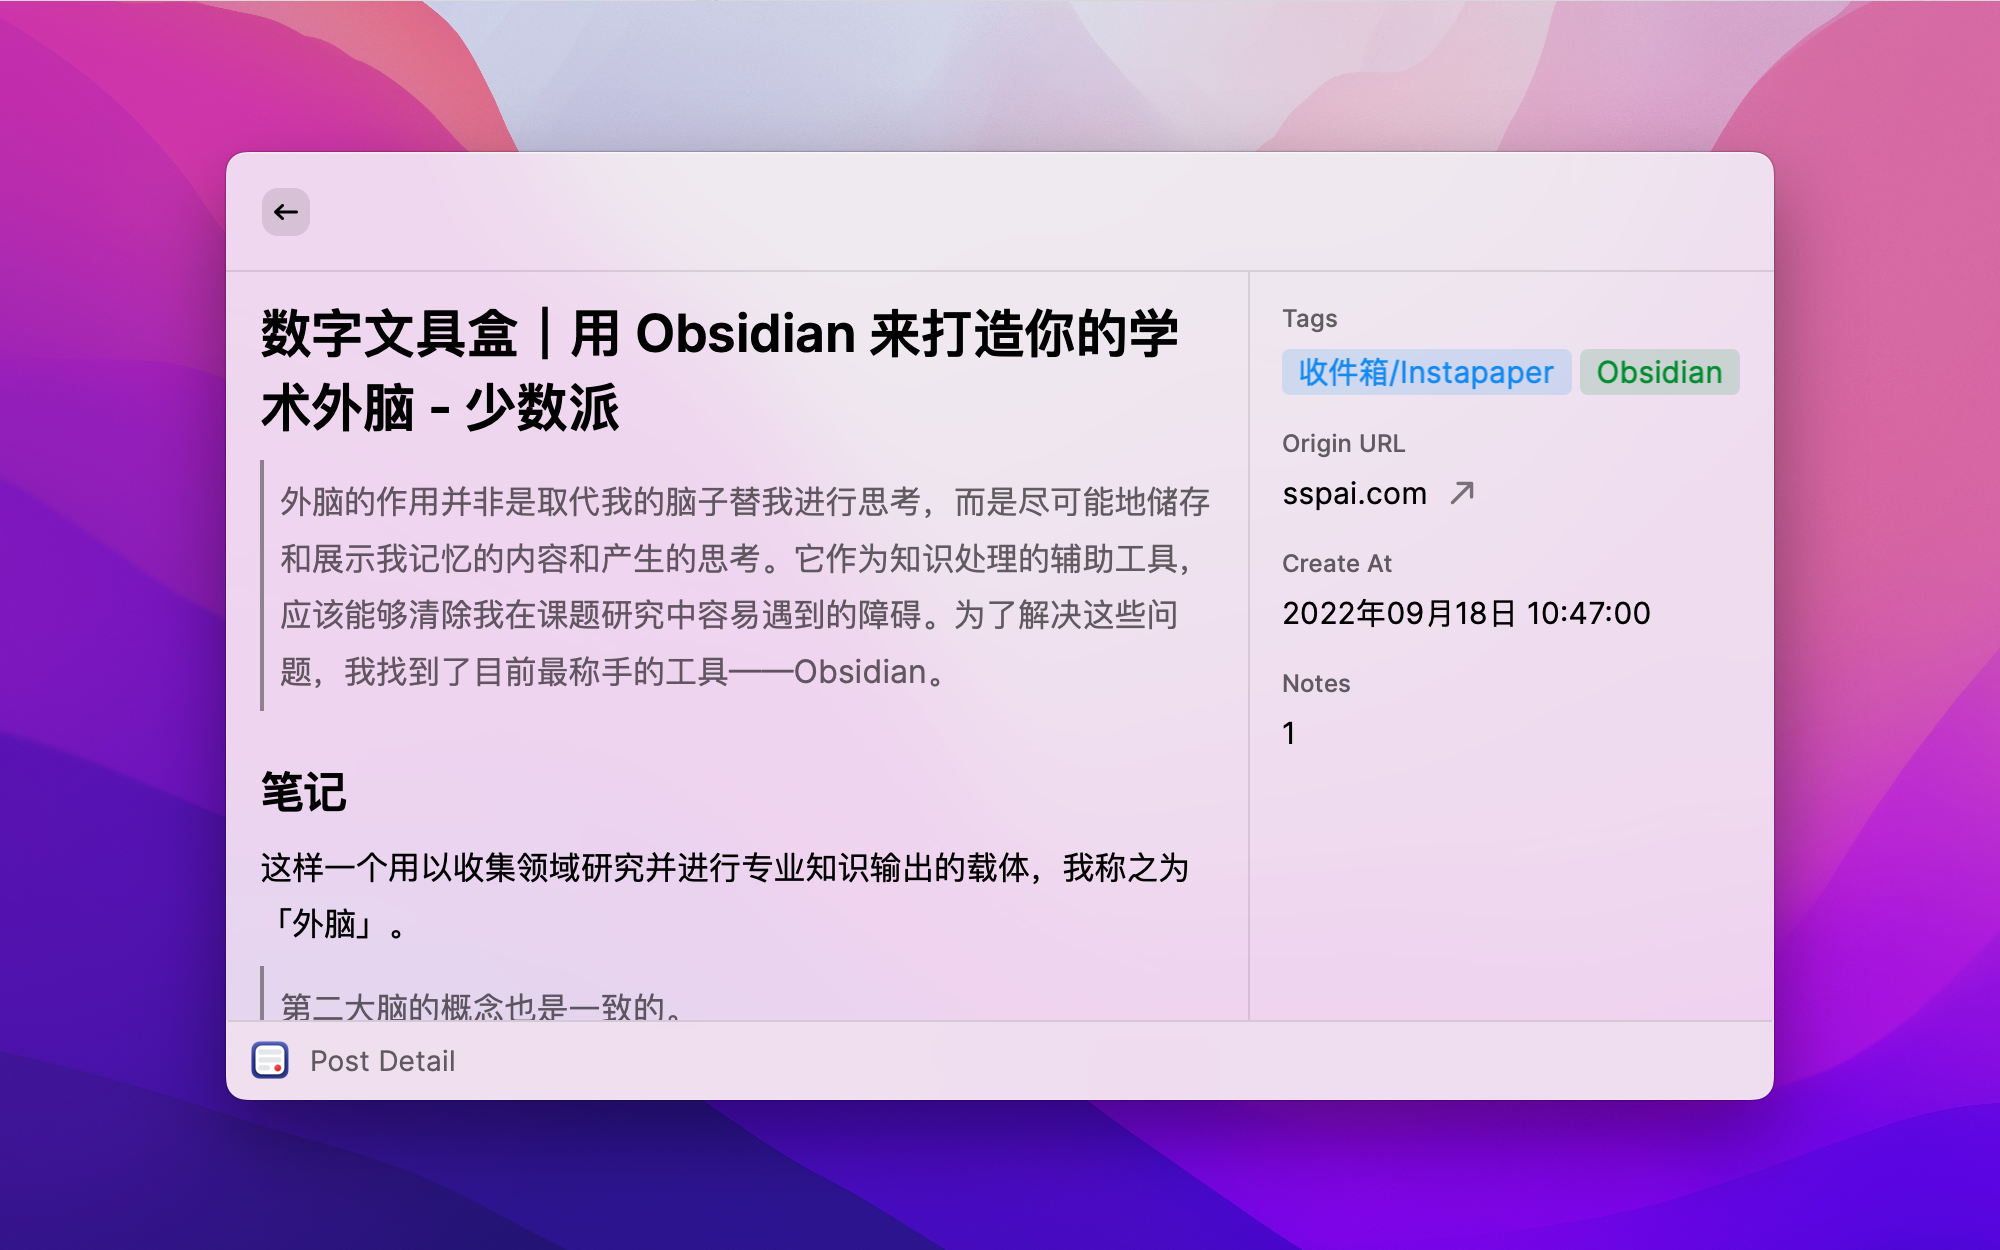 数字文具盒｜用 Obsidian 来打造你的学
术外脑 - 少数派
外脑的作用并非是取代我的脑子替我进行思考，而是尽可能地储存
和展示我记忆的内容和产生的思考。它作为知识处理的辅助工具，
应该能够清除我在课题研究中容易遇到的障碍。为了解决这些问
题，我找到了目前最称手的工具——Obsidian。
笔记
这样一个用以收集领域研究并进行专业知识输出的载体，我称之为
「外脑」。
第二大脑的概念也是一致的。
Tags
收件箱/Instapaper Obsidian
Origin URL
sspai.com
Create At
2022年09月18日 10:47:00
Notes
1
Post Detail